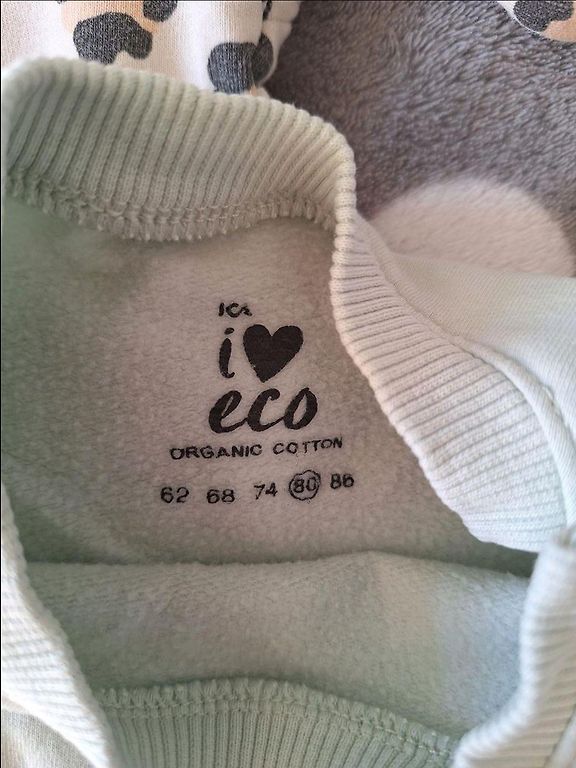 i♥
eco
ORGANIC COTTON
62 68 74 80 86